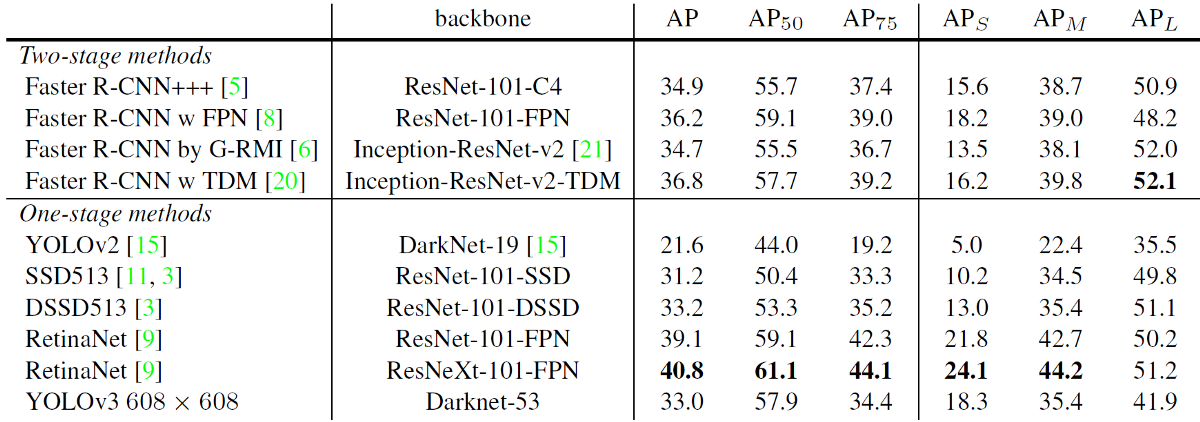 backbone AP AP50 AP75 APS APM APL
Two-stage methods
Faster R-CNN+++ [5] ResNet-101-C4 34.9 55.7 37.4 15.6 38.7 50.9
Faster R-CNN w FPN [8] ResNet-101-FPN 36.2 59.1 39.0 18.2 39.0 48.2
Faster R-CNN by G-RMI [6] Inception-ResNet-v2 [21] 34.7 55.5 36.7 13.5 38.1 52.0
Faster R-CNN w TDM [20] Inception-ResNet-v2-TDM 36.8 57.7 39.2 16.2 39.8 52.1
One-stage methods
YOLOv2 [15] DarkNet-19 [15] 21.6 44.0 19.2 5.0 22.4 35.5
SSD513 [11, 3] ResNet-101-SSD 31.2 50.4 33.3 10.2 34.5 49.8
DSSD513 [3] ResNet-101-DSSD 33.2 53.3 35.2 13.0 35.4 51.1
RetinaNet [9] ResNet-101-FPN 39.1 59.1 42.3 21.8 42.7 50.2
RetinaNet [9] ResNeXt-101-FPN 40.8 61.1 44.1 24.1 44.2 51.2
YOLOv3 608 × 608 Darknet-53 33.0 57.9 34.4 18.3 35.4 41.9